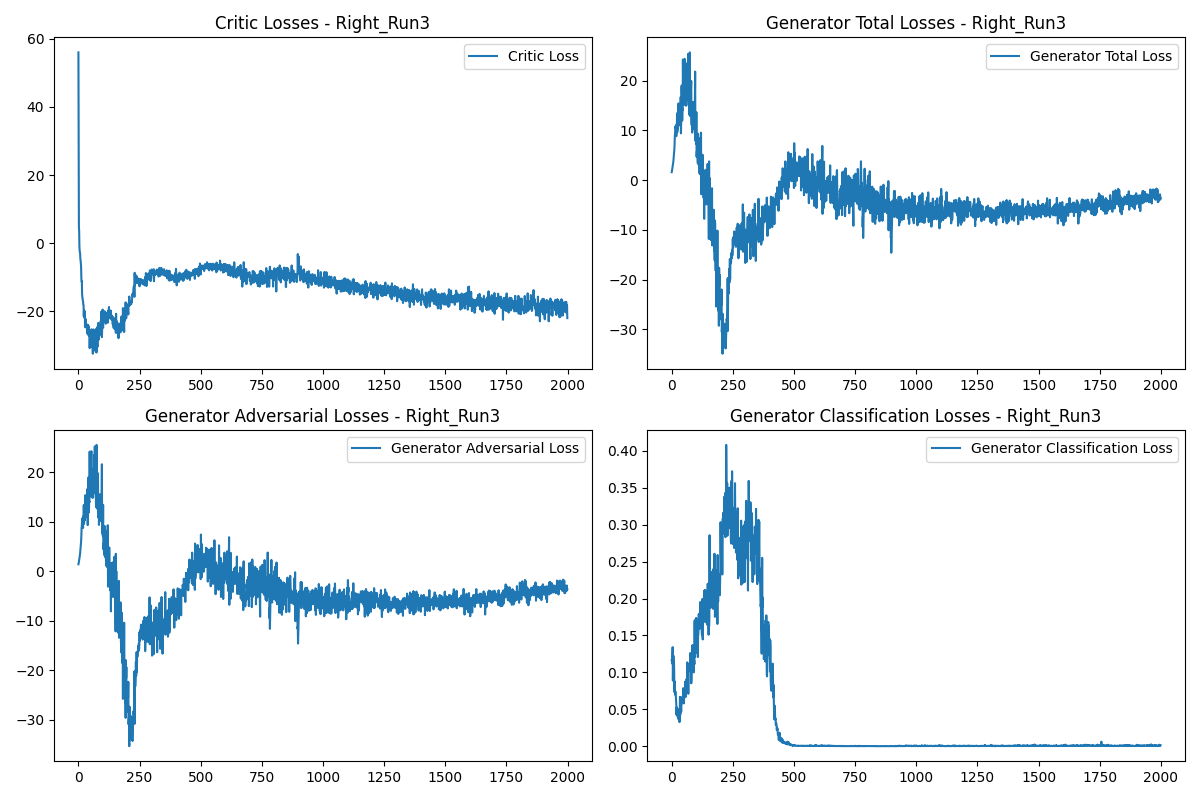 Critic Losses - Right_Run3
Critic Loss
60
40
20
0
−20
0 250 500 750 1000 1250 1500 1750 2000
Generator Total Losses - Right_Run3
Generator Total Loss
20
10
0
−10
−20
−30
0 250 500 750 1000 1250 1500 1750 2000
Generator Adversarial Losses - Right_Run3
Generator Adversarial Loss
20
10
0
−10
−20
−30
0 250 500 750 1000 1250 1500 1750 2000
Generator Classification Losses - Right_Run3
Generator Classification Loss
0.40
0.35
0.30
0.25
0.20
0.15
0.10
0.05
0.00
0 250 500 750 1000 1250 1500 1750 2000